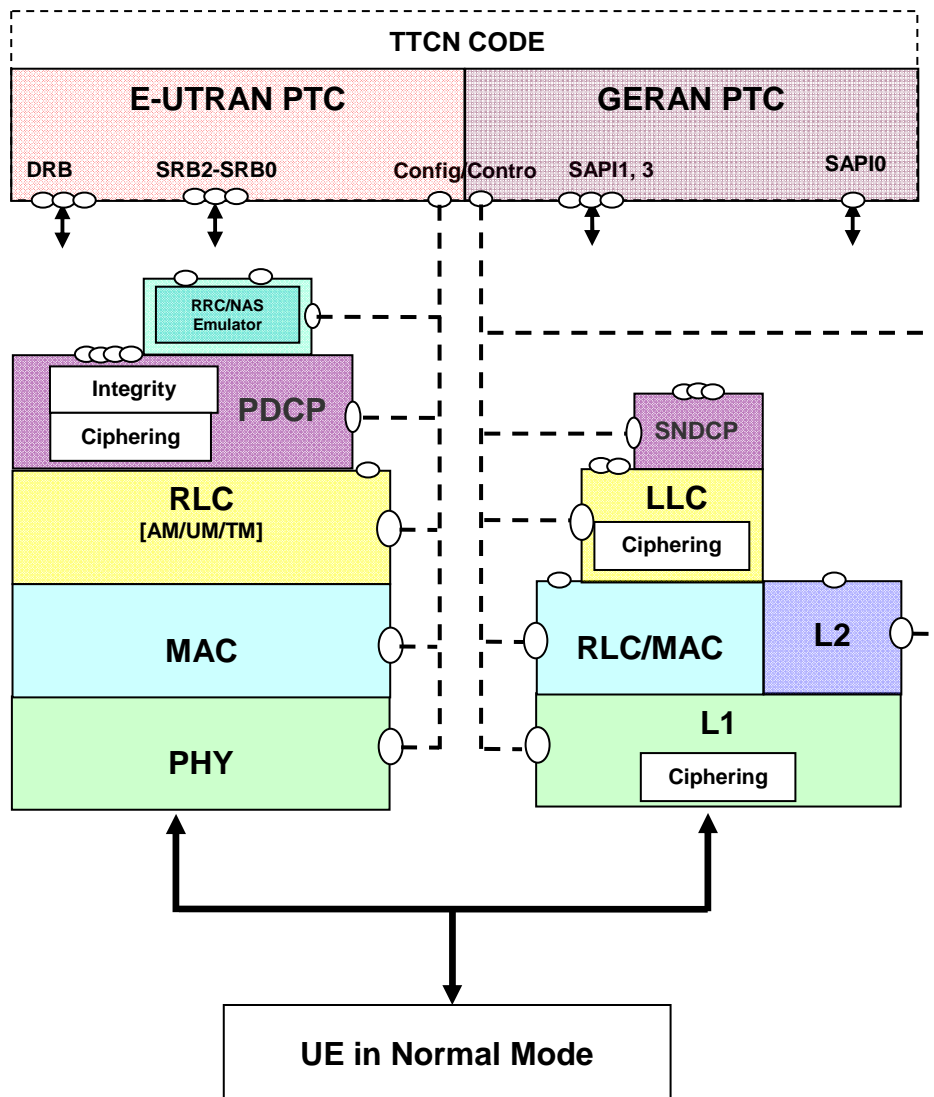 TTCN CODE
E-UTRAN PTC
GERAN PTC
DRB
SRB2-SRB0
Config/Contro
SAPI1, 3
SAPI0
RRC/NAS
Emulator
Integrity
Ciphering
PDCP
SNDCP
RLC
[AM/UM/TM]
LLC
Ciphering
MAC
RLC/MAC
L2
PHY
L1
Ciphering
UE in Normal Mode